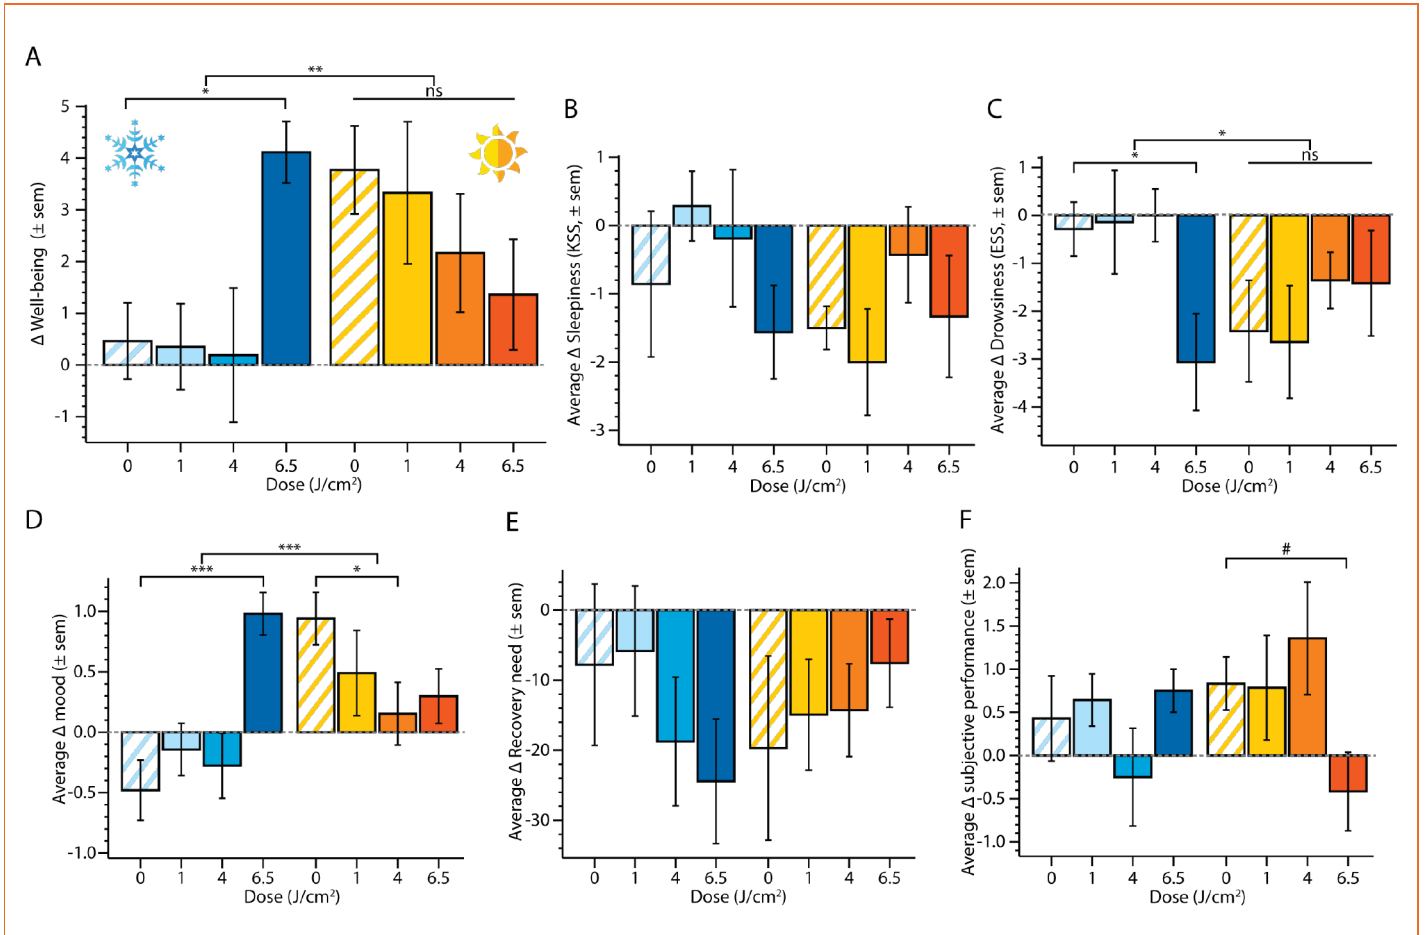 A
**
*
ns
5
4
3
2
1
0
-1
Δ Well-being (± sem)
0 1 4 6.5 0 1 4 6.5
Dose (J/cm²)
B
1
0
-1
-2
-3
Average Δ Sleepiness (KSS, ± sem)
0 1 4 6.5 0 1 4 6.5
Dose (J/cm²)
C
*
*
ns
1
0
-1
-2
-3
-4
Average Δ Drowsiness (ESS, ± sem)
0 1 4 6.5 0 1 4 6.5
Dose (J/cm²)
D
***
***
*
1.0
0.5
0.0
-0.5
-1.0
Average Δ mood (± sem)
0 1 4 6.5 0 1 4 6.5
Dose (J/cm²)
E
0
-10
-20
-30
Average Δ Recovery need (± sem)
0 1 4 6.5 0 1 4 6.5
Dose (J/cm²)
F
#
2.0
1.5
1.0
0.5
0.0
-0.5
-1.0
Average Δ subjective performance (± sem)
0 1 4 6.5 0 1 4 6.5
Dose (J/cm²)